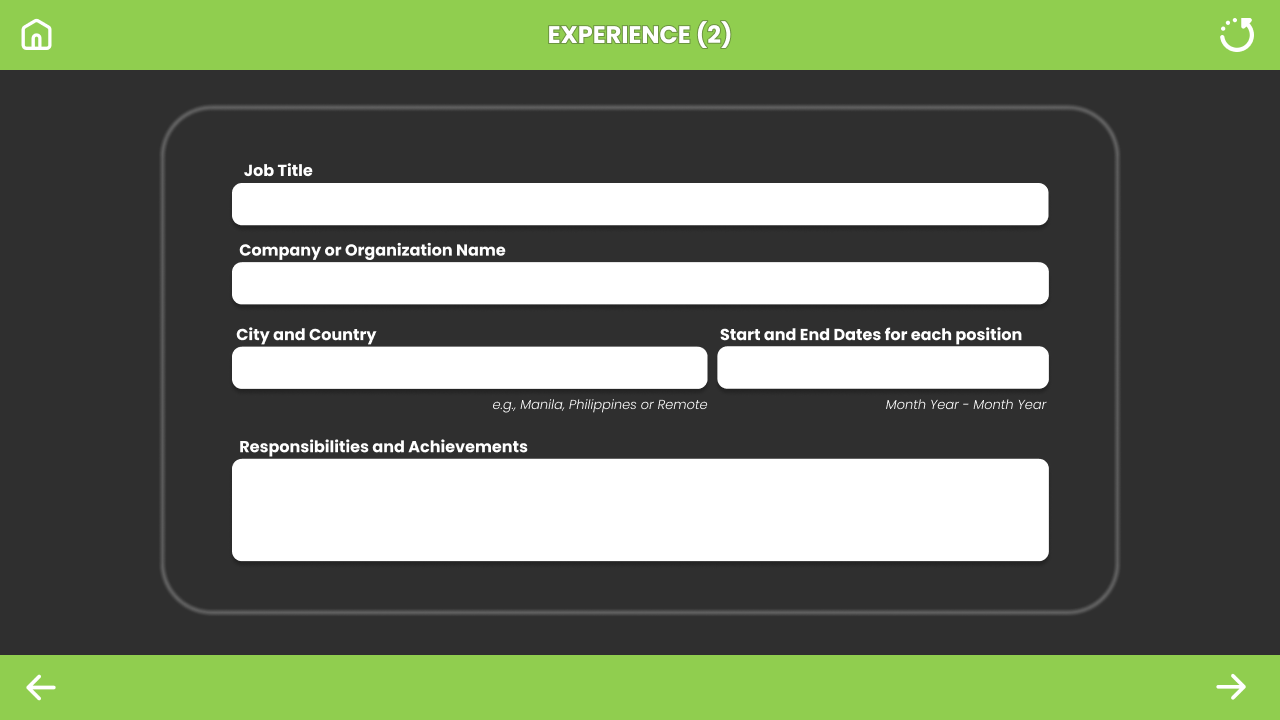 EXPERIENCE (2)
Job Title
Company or Organization Name
City and Country
Start and End Dates for each position
e.g., Manila, Philippines or Remote
Month Year - Month Year
Responsibilities and Achievements